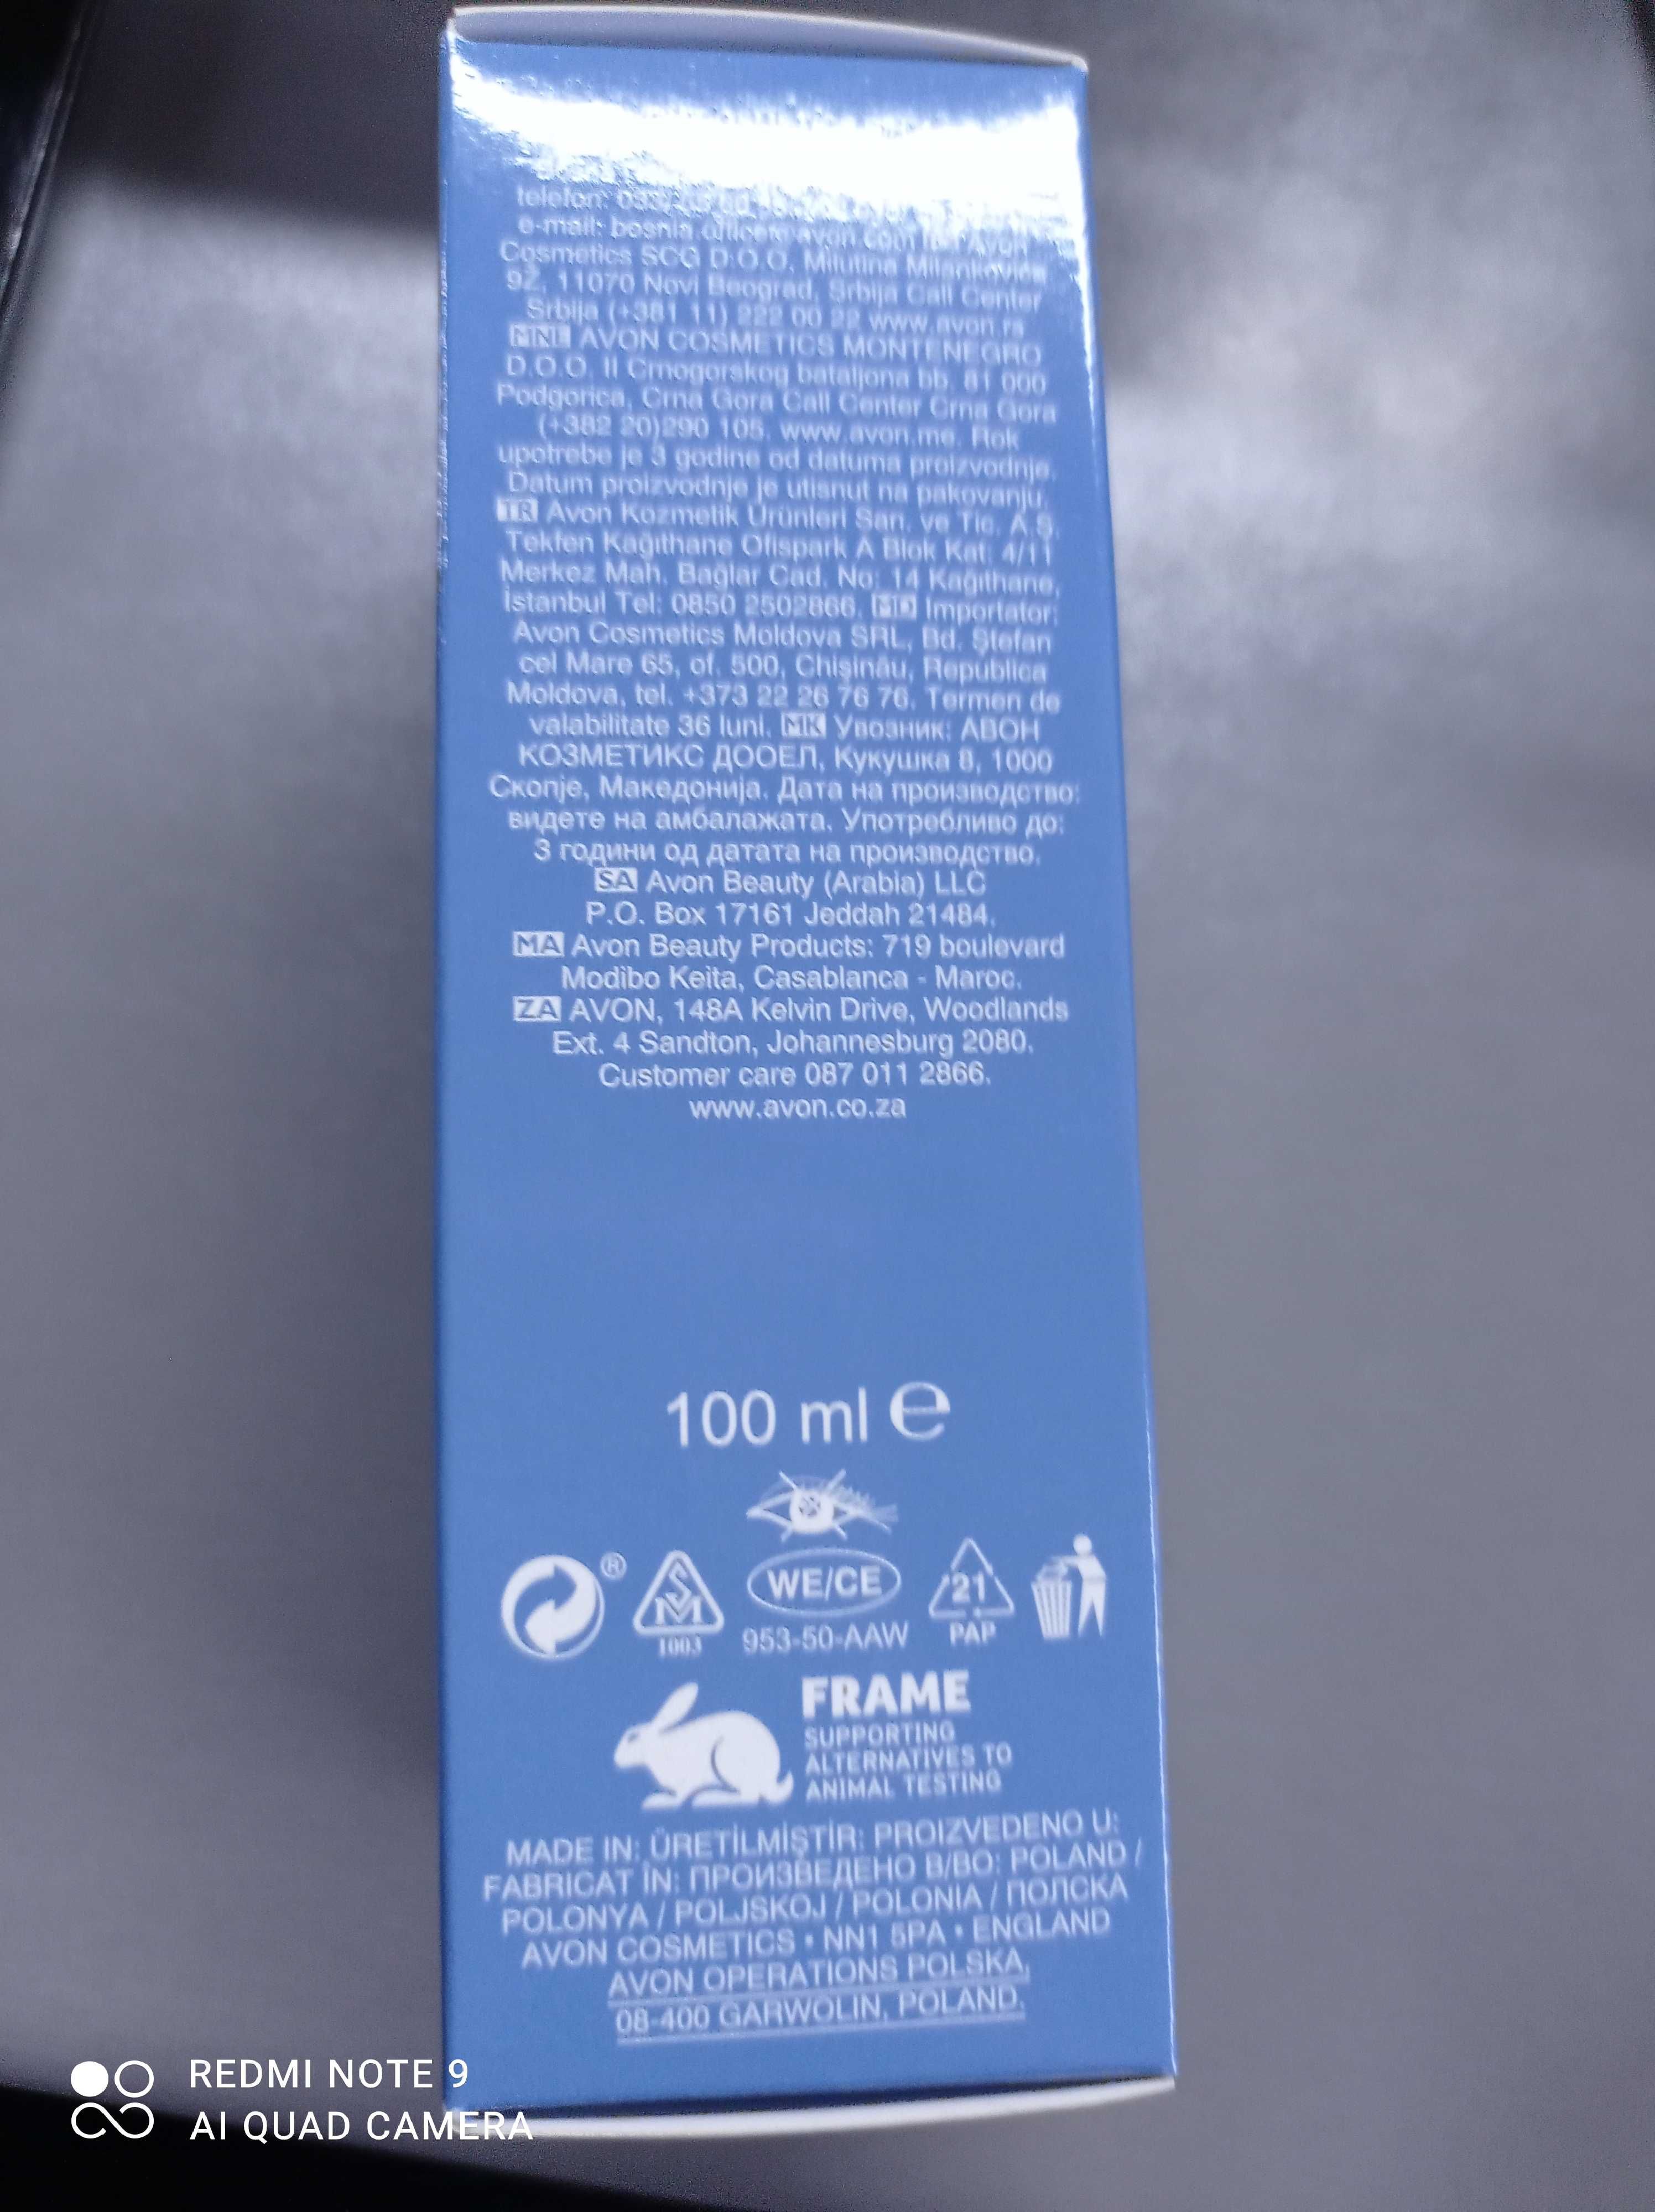 telefon:
e-mail:
Cosmetics SCG D.O.O, Milutina Milankovića
9Ž, 11070 Novi Beograd, Srbija Call Center
Srbija (+381 11) 222 00 22 www.avon.rs
MNE AVON COSMETICS MONTENEGRO
D.O.O. II Crnogorskog bataljona bb, 81 000
Podgorica, Crna Gora Call Center Crna Gora
(+382 20)290 105, www.avon.me. Rok
upotrebe je 3 godine od datuma proizvodnje.
Datum proizvodnje je utisnut na pakovanju.
TR Avon Kozmetik Ürünleri San. ve Tic. A.Ş.
Tekfen Kağıthane Ofispark A Blok Kat: 4/11
Merkez Mah. Bağlar Cad. No: 14 Kağıthane,
İstanbul Tel: 0850 2502866. MD Importator:
Avon Cosmetics Moldova SRL, Bd. Ştefan
cel Mare 65, of. 500, Chişinău, Republica
Moldova, tel. +373 22 26 76 76. Termen de
valabilitate 36 luni. MK Увозник: АВОН
КОЗМЕТИКС ДООЕЛ, Кукушка 8, 1000
Скопје, Македонија. Дата на производство:
видете на амбалажата. Употребливо до:
3 години од датата на производство.
SA Avon Beauty (Arabia) LLC
P.O. Box 17161 Jeddah 21484.
MA Avon Beauty Products: 719 boulevard
Modibo Keita, Casablanca - Maroc.
ZA AVON, 148A Kelvin Drive, Woodlands
Ext. 4 Sandton, Johannesburg 2080.
Customer care 087 011 2866.
www.avon.co.za
100 ml ℮
® SM 1003 WE/CE 953-50-AAW 21 PAP
FRAME
SUPPORTING
ALTERNATIVES TO
ANIMAL TESTING
MADE IN: ÜRETİLMİŞTİR: PROIZVEDENO U:
FABRICAT ÎN: ПРОИЗВЕДЕНО В/ВО: POLAND /
POLONYA / POLJSKOJ / POLONIA / ПОЛСКА
AVON COSMETICS • NN1 5PA • ENGLAND
AVON OPERATIONS POLSKA,
08-400 GARWOLIN, POLAND.
REDMI NOTE 9
AI QUAD CAMERA